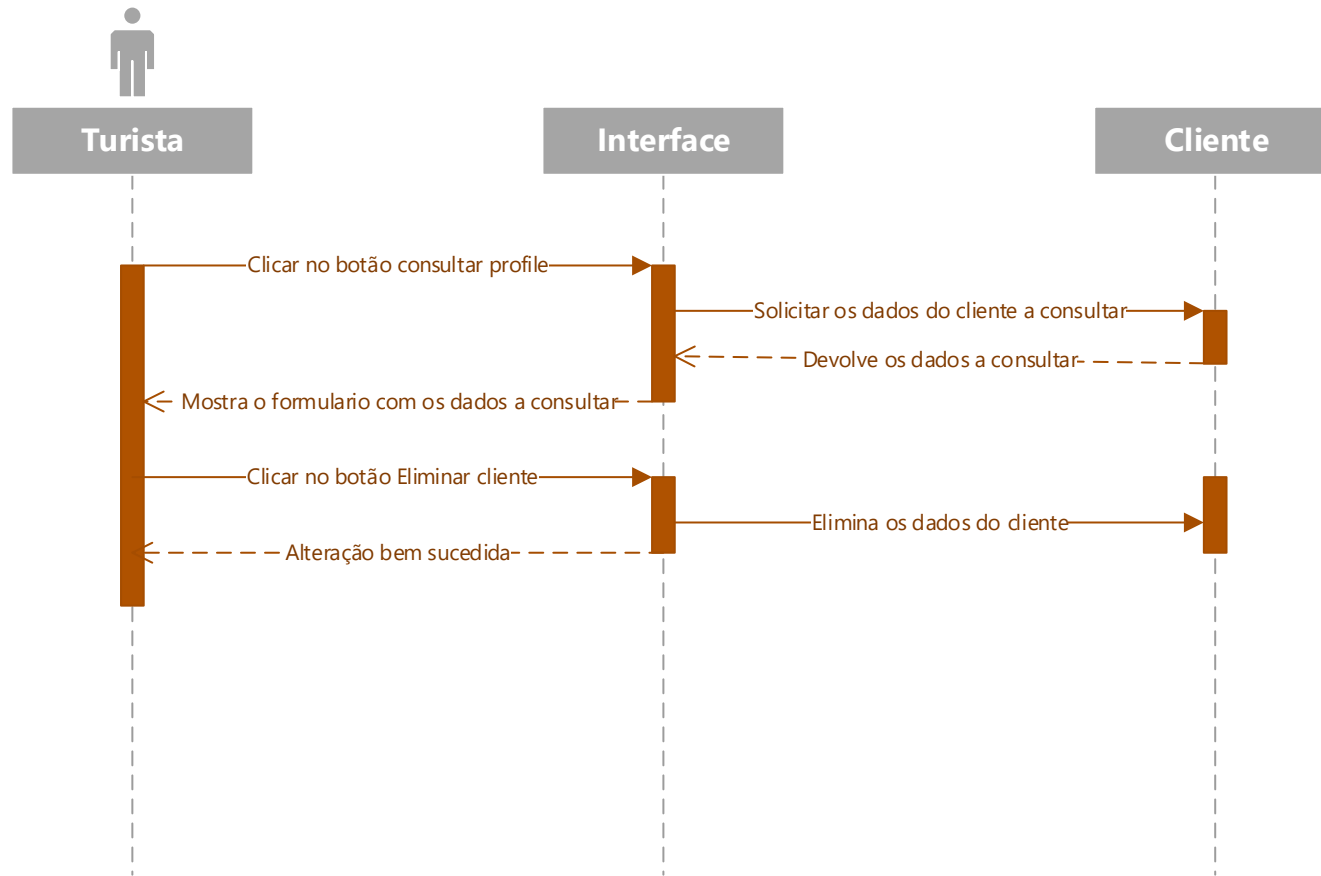 Turista
Interface
Cliente
Clicar no botão consultar profile
Solicitar os dados do cliente a consultar
Devolve os dados a consultar
Mostra o formulario com os dados a consultar
Clicar no botão Eliminar cliente
Elimina os dados do cliente
Alteração bem sucedida